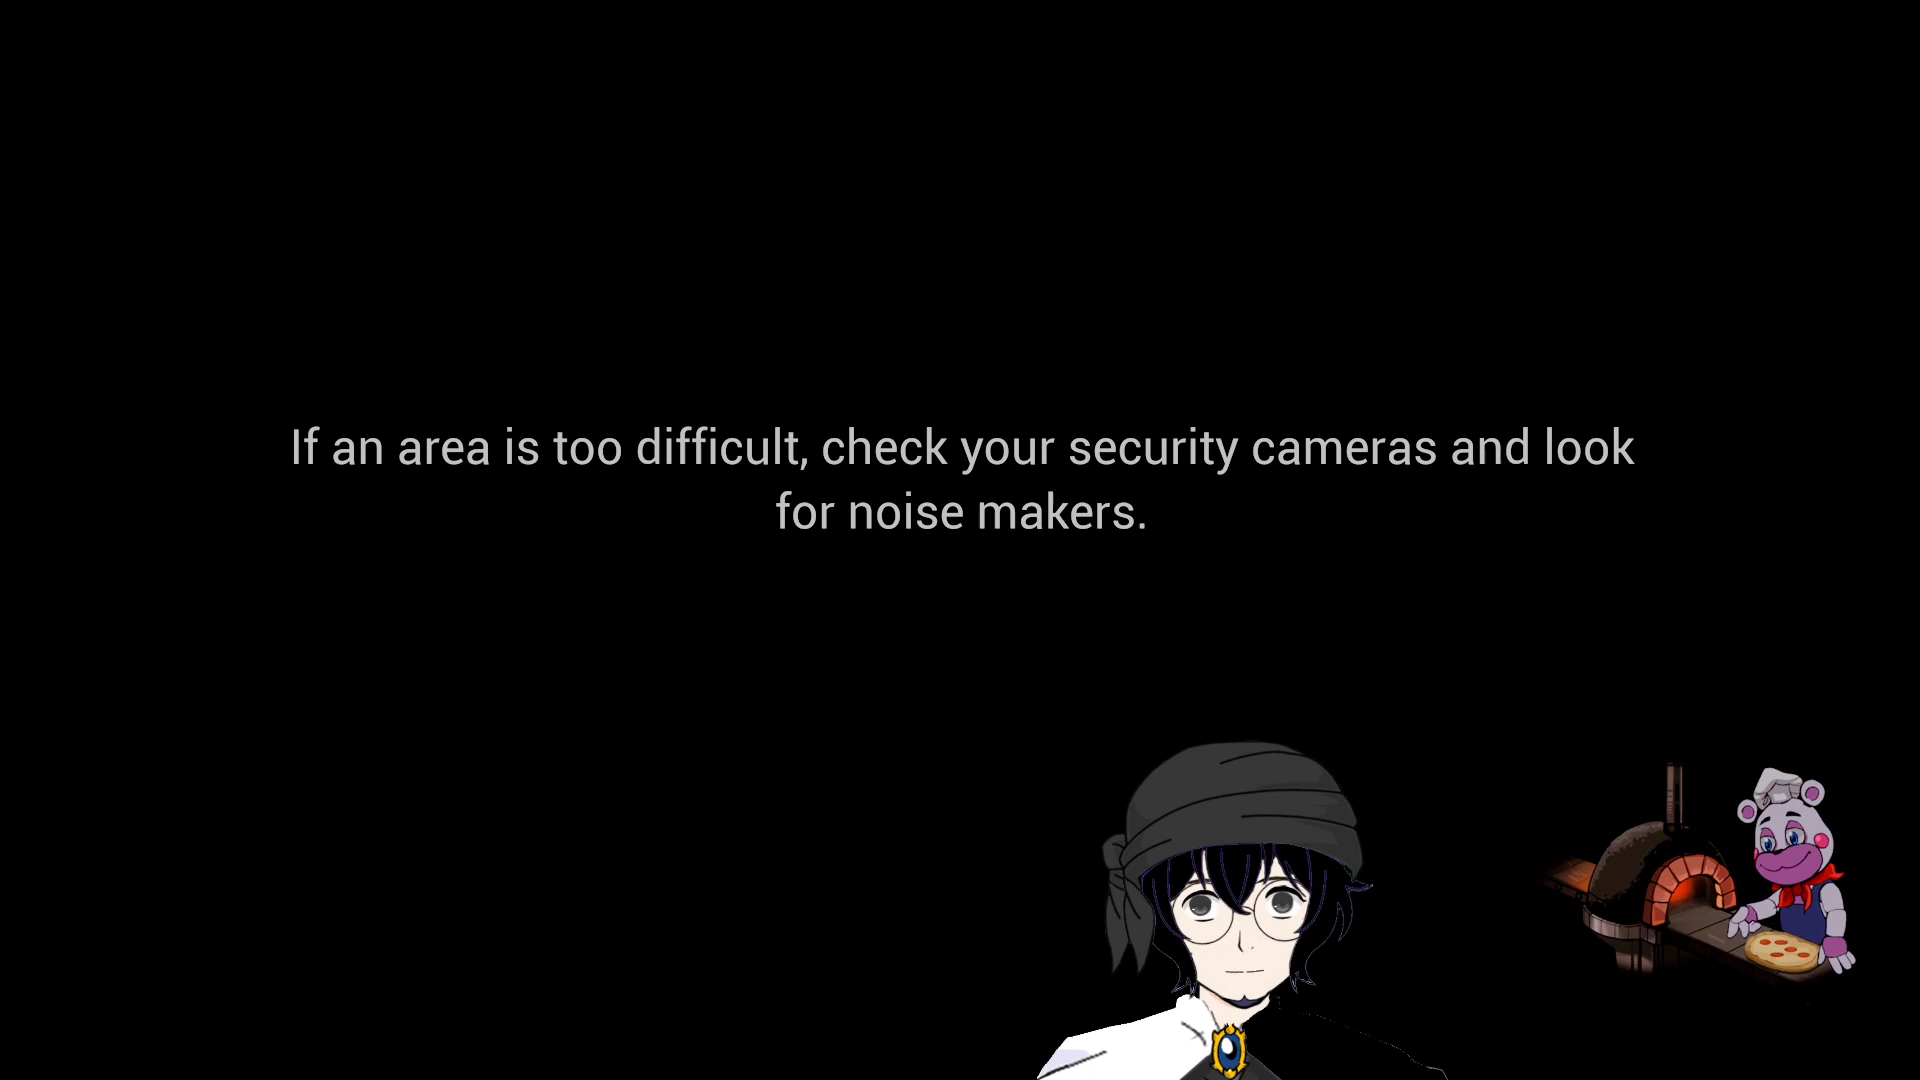 If an area is too difficult, check your security cameras and look
for noise makers.